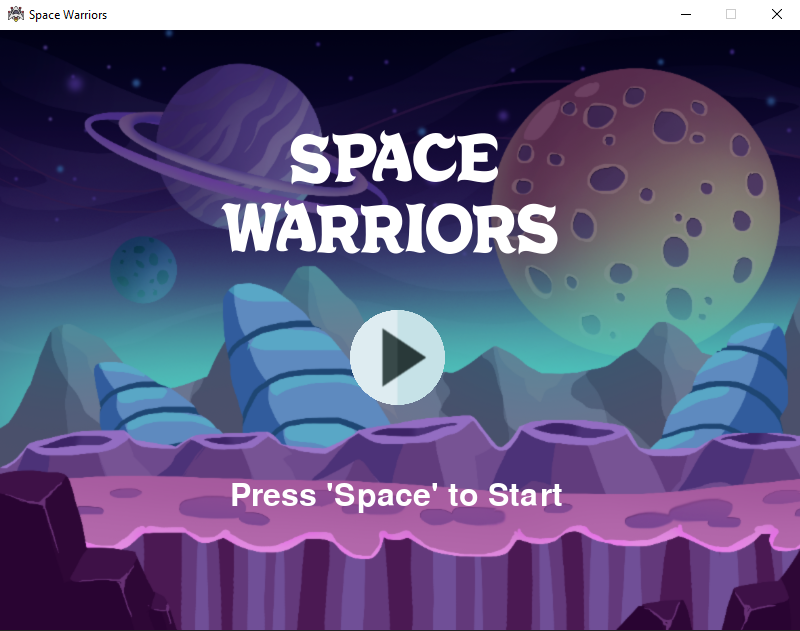 Space Warriors
SPACE
WARRIORS
Press 'Space' to Start